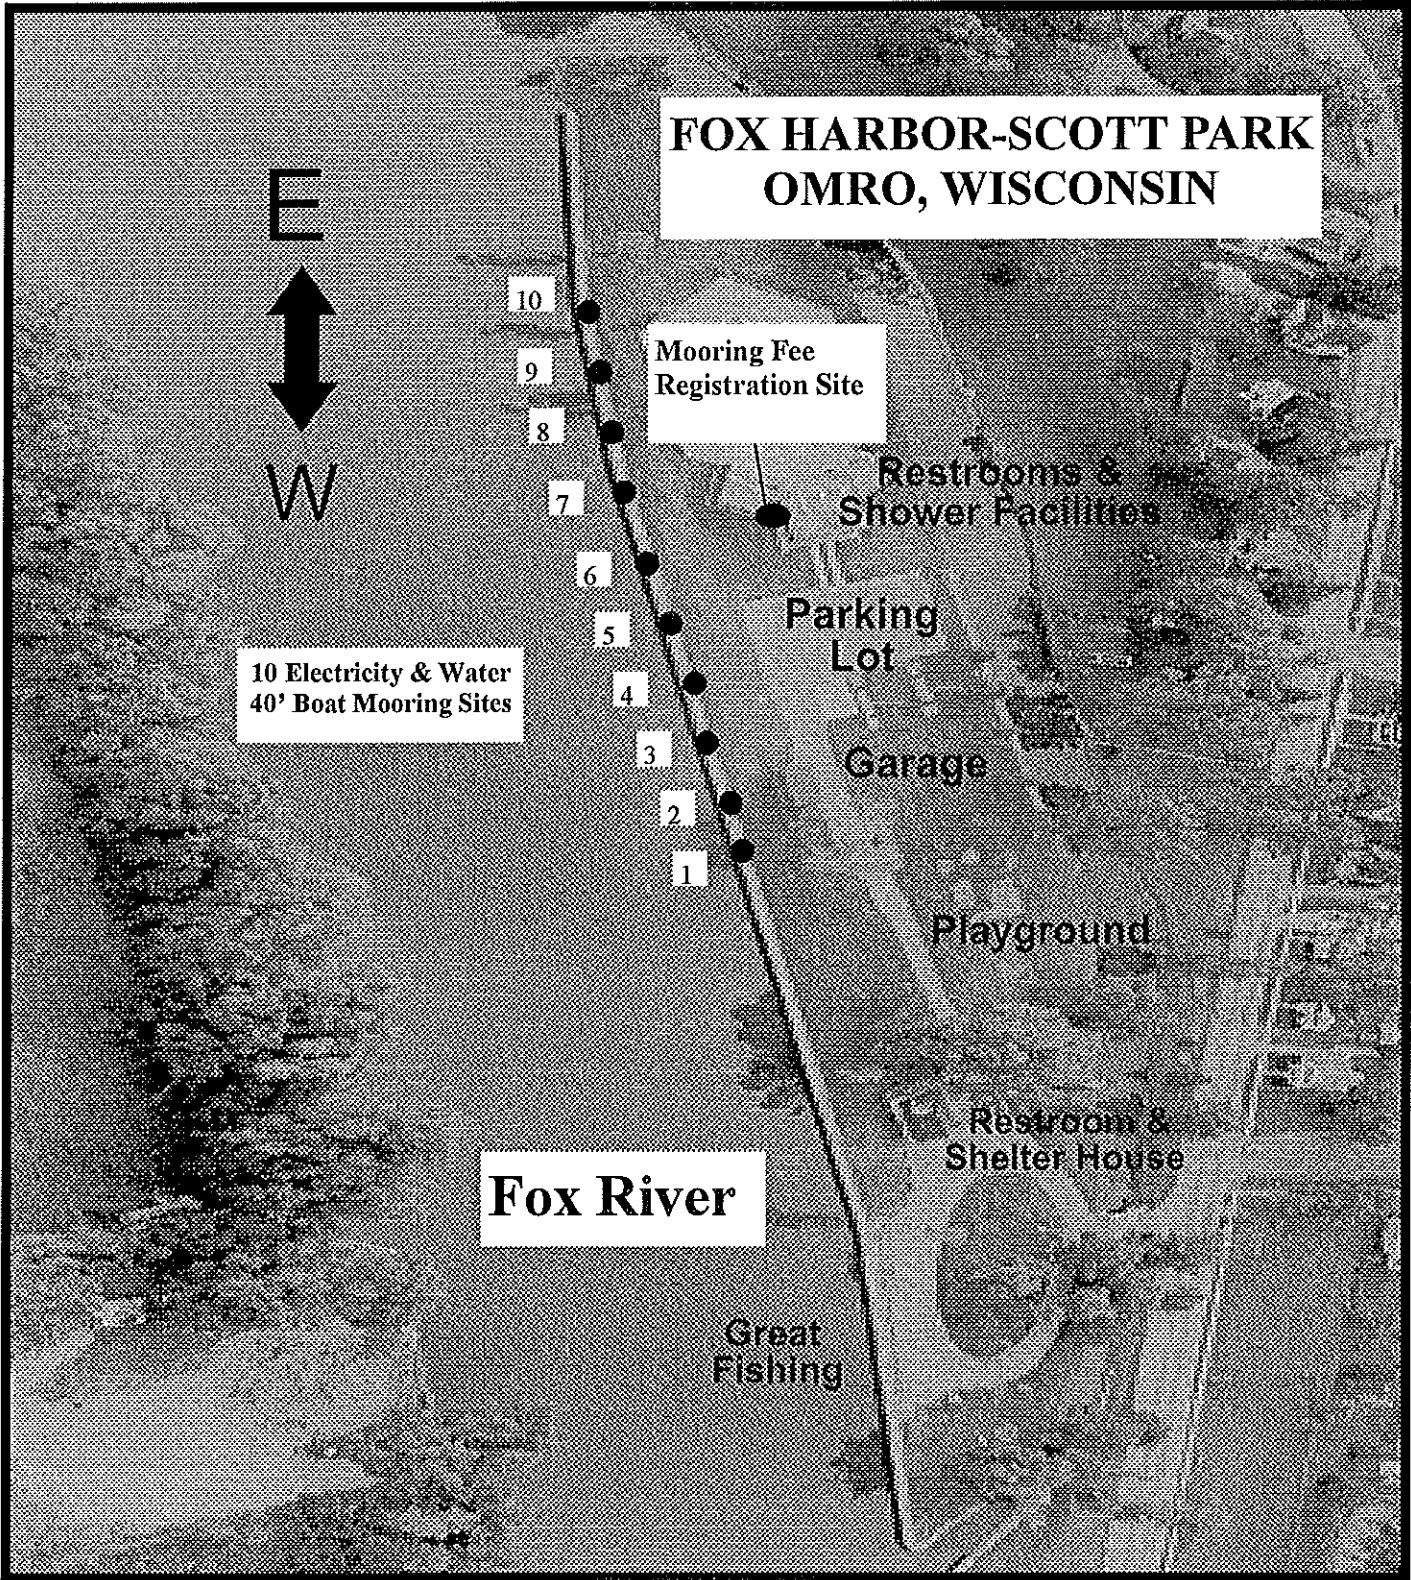 FOX HARBOR-SCOTT PARK
OMRO, WISCONSIN
E
W
10
9
8
7
6
5
4
3
2
1
Mooring Fee
Registration Site
Restrooms &
Shower Facilities
Parking
Lot
10 Electricity & Water
40' Boat Mooring Sites
Garage
Playground
Restroom &
Shelter House
Fox River
Great
Fishing